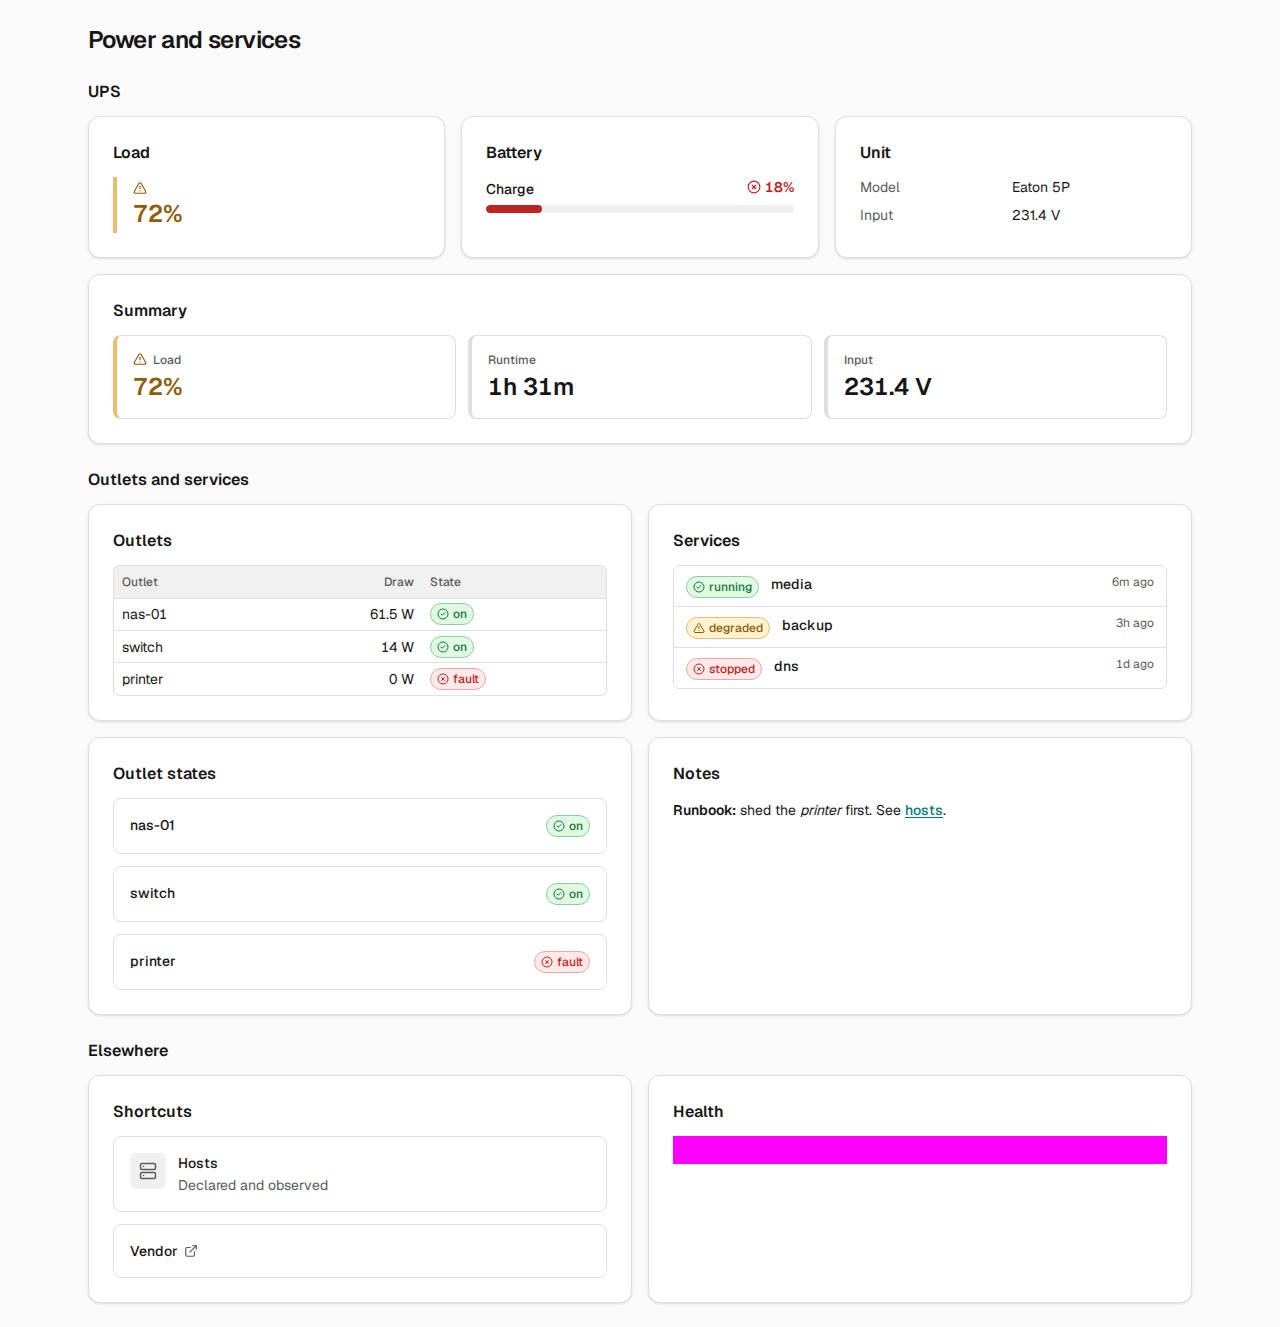 Power and services
UPS
Load
72%
Battery
Charge 18%
Unit
Model Eaton 5P
Input 231.4 V
Summary
Load
72%
Runtime
1h 31m
Input
231.4 V
Outlets and services
Outlets
Outlet Draw State
nas-01 61.5 W on
switch 14 W on
printer 0 W fault
Services
running media 6m ago
degraded backup 3h ago
stopped dns 1d ago
Outlet states
nas-01 on
switch on
printer fault
Notes
Runbook: shed the printer first. See hosts.
Elsewhere
Shortcuts
Hosts
Declared and observed
Vendor
Health